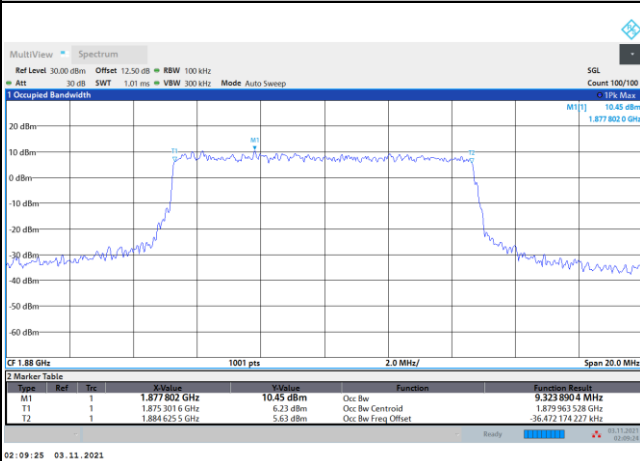 MultiView Spectrum
Ref Level 30.00 dBm Offset 12.50 dB RBW 100 kHz SGL
Att 30 dB SWT 1.01 ms VBW 300 kHz Mode Auto Sweep Count 100/100
1 Occupied Bandwidth 1Pk Max
M1[1] 10.45 dBm
1.877 802 0 GHz
20 dBm
M1
T1 T2
10 dBm
0 dBm
-10 dBm
-20 dBm
-30 dBm
-40 dBm
-50 dBm
-60 dBm
CF 1.88 GHz 1001 pts 2.0 MHz/ Span 20.0 MHz
2 Marker Table
Type Ref Trc X-Value Y-Value Function Function Result
M1 1 1.877 802 GHz 10.45 dBm Occ Bw 9.323 890 4 MHz
T1 1 1.875 301 6 GHz 6.23 dBm Occ Bw Centroid 1.879 963 528 GHz
T2 1 1.884 625 5 GHz 5.63 dBm Occ Bw Freq Offset -36.472 174 227 kHz
Ready 03.11.2021
02:09:24
02:09:25 03.11.2021